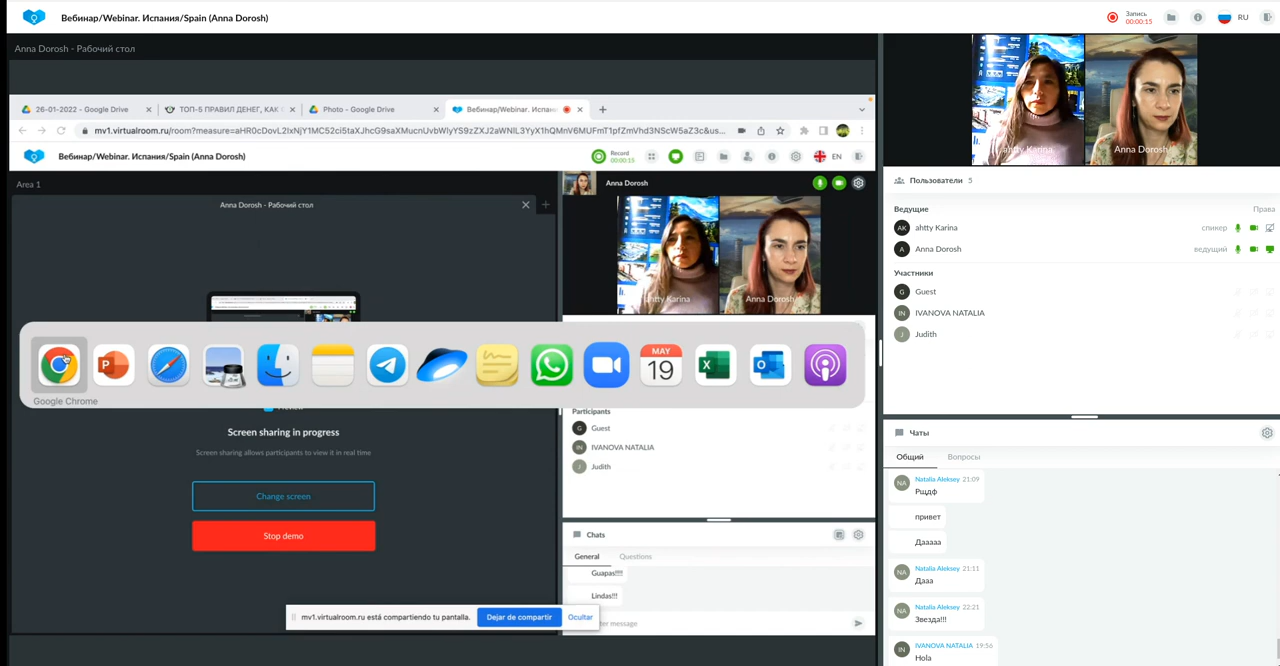 Вебинар/Webinar. Испания/Spain (Anna Dorosh)
Запись
00:00:15
RU
Anna Dorosh - Рабочий стол
26-01-2022 - Google Drive
ТОП-5 ПРАВИЛ ДЕНЕГ, КАК
Photo - Google Drive
Вебинар/Webinar. Испани
Вебинар/Webinar. Испания/Spain (Anna Dorosh)
Record
00:00:15
EN
Area 1
Anna Dorosh - Рабочий стол
Anna Dorosh
ahtty Karina
Anna Dorosh
MAY
19
Google Chrome
Screen sharing in progress
Screen sharing allows participants to view it in real time
Change screen
Stop demo
Participants
G Guest
IN IVANOVA NATALIA
J Judith
Chats
General
Questions
Guapas!!!!
Lindas!!!
message
mv1.virtualroom.ru está compartiendo tu pantalla.
Dejar de compartir
Ocultar
ahtty Karina
Anna Dorosh
Пользователи 5
Ведущие
Права
AK ahtty Karina
спикер
A Anna Dorosh
ведущий
Участники
G Guest
IN IVANOVA NATALIA
J Judith
Чаты
Общий
Вопросы
NA Natalia Aleksey 21:09
Рщдф
привет
Дааааа
NA Natalia Aleksey 21:11
Дааа
NA Natalia Aleksey 22:21
Звезда!!!
IN IVANOVA NATALIA 19:56
Hola